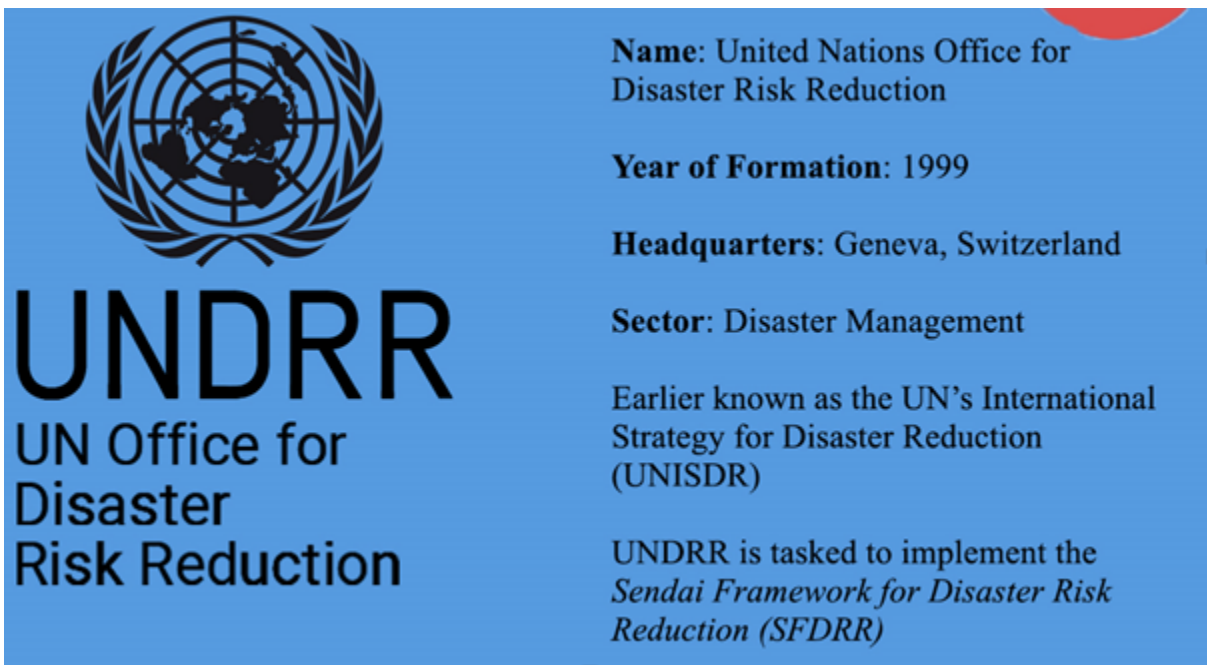 UNDRR
UN Office for
Disaster
Risk Reduction
Name: United Nations Office for
Disaster Risk Reduction
Year of Formation: 1999
Headquarters: Geneva, Switzerland
Sector: Disaster Management
Earlier known as the UN’s International
Strategy for Disaster Reduction
(UNISDR)
UNDRR is tasked to implement the
Sendai Framework for Disaster Risk
Reduction (SFDRR)